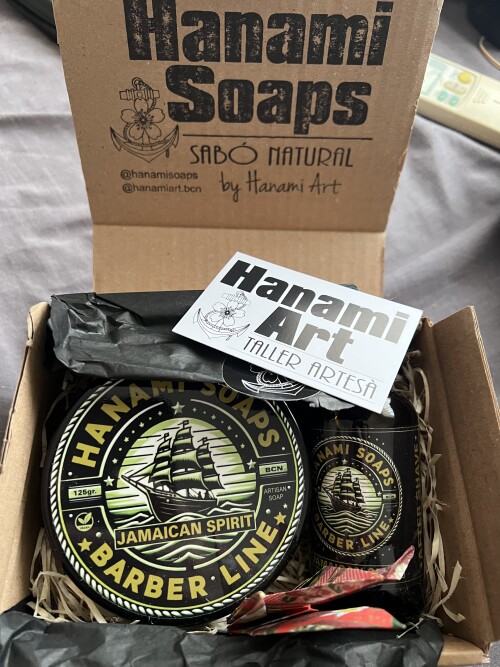 Hanami
Soaps
SABÓ NATURAL
@hanamisoaps
@hanamiart.bcn
by Hanami Art
Hanami
Art
TALLER ARTESÀ
HANAMI SOAPS
125gr.
BCN
ARTISAN
SOAP
JAMAICAN SPIRIT
BARBER LINE
HANAMI SOAPS
BARBER LINE